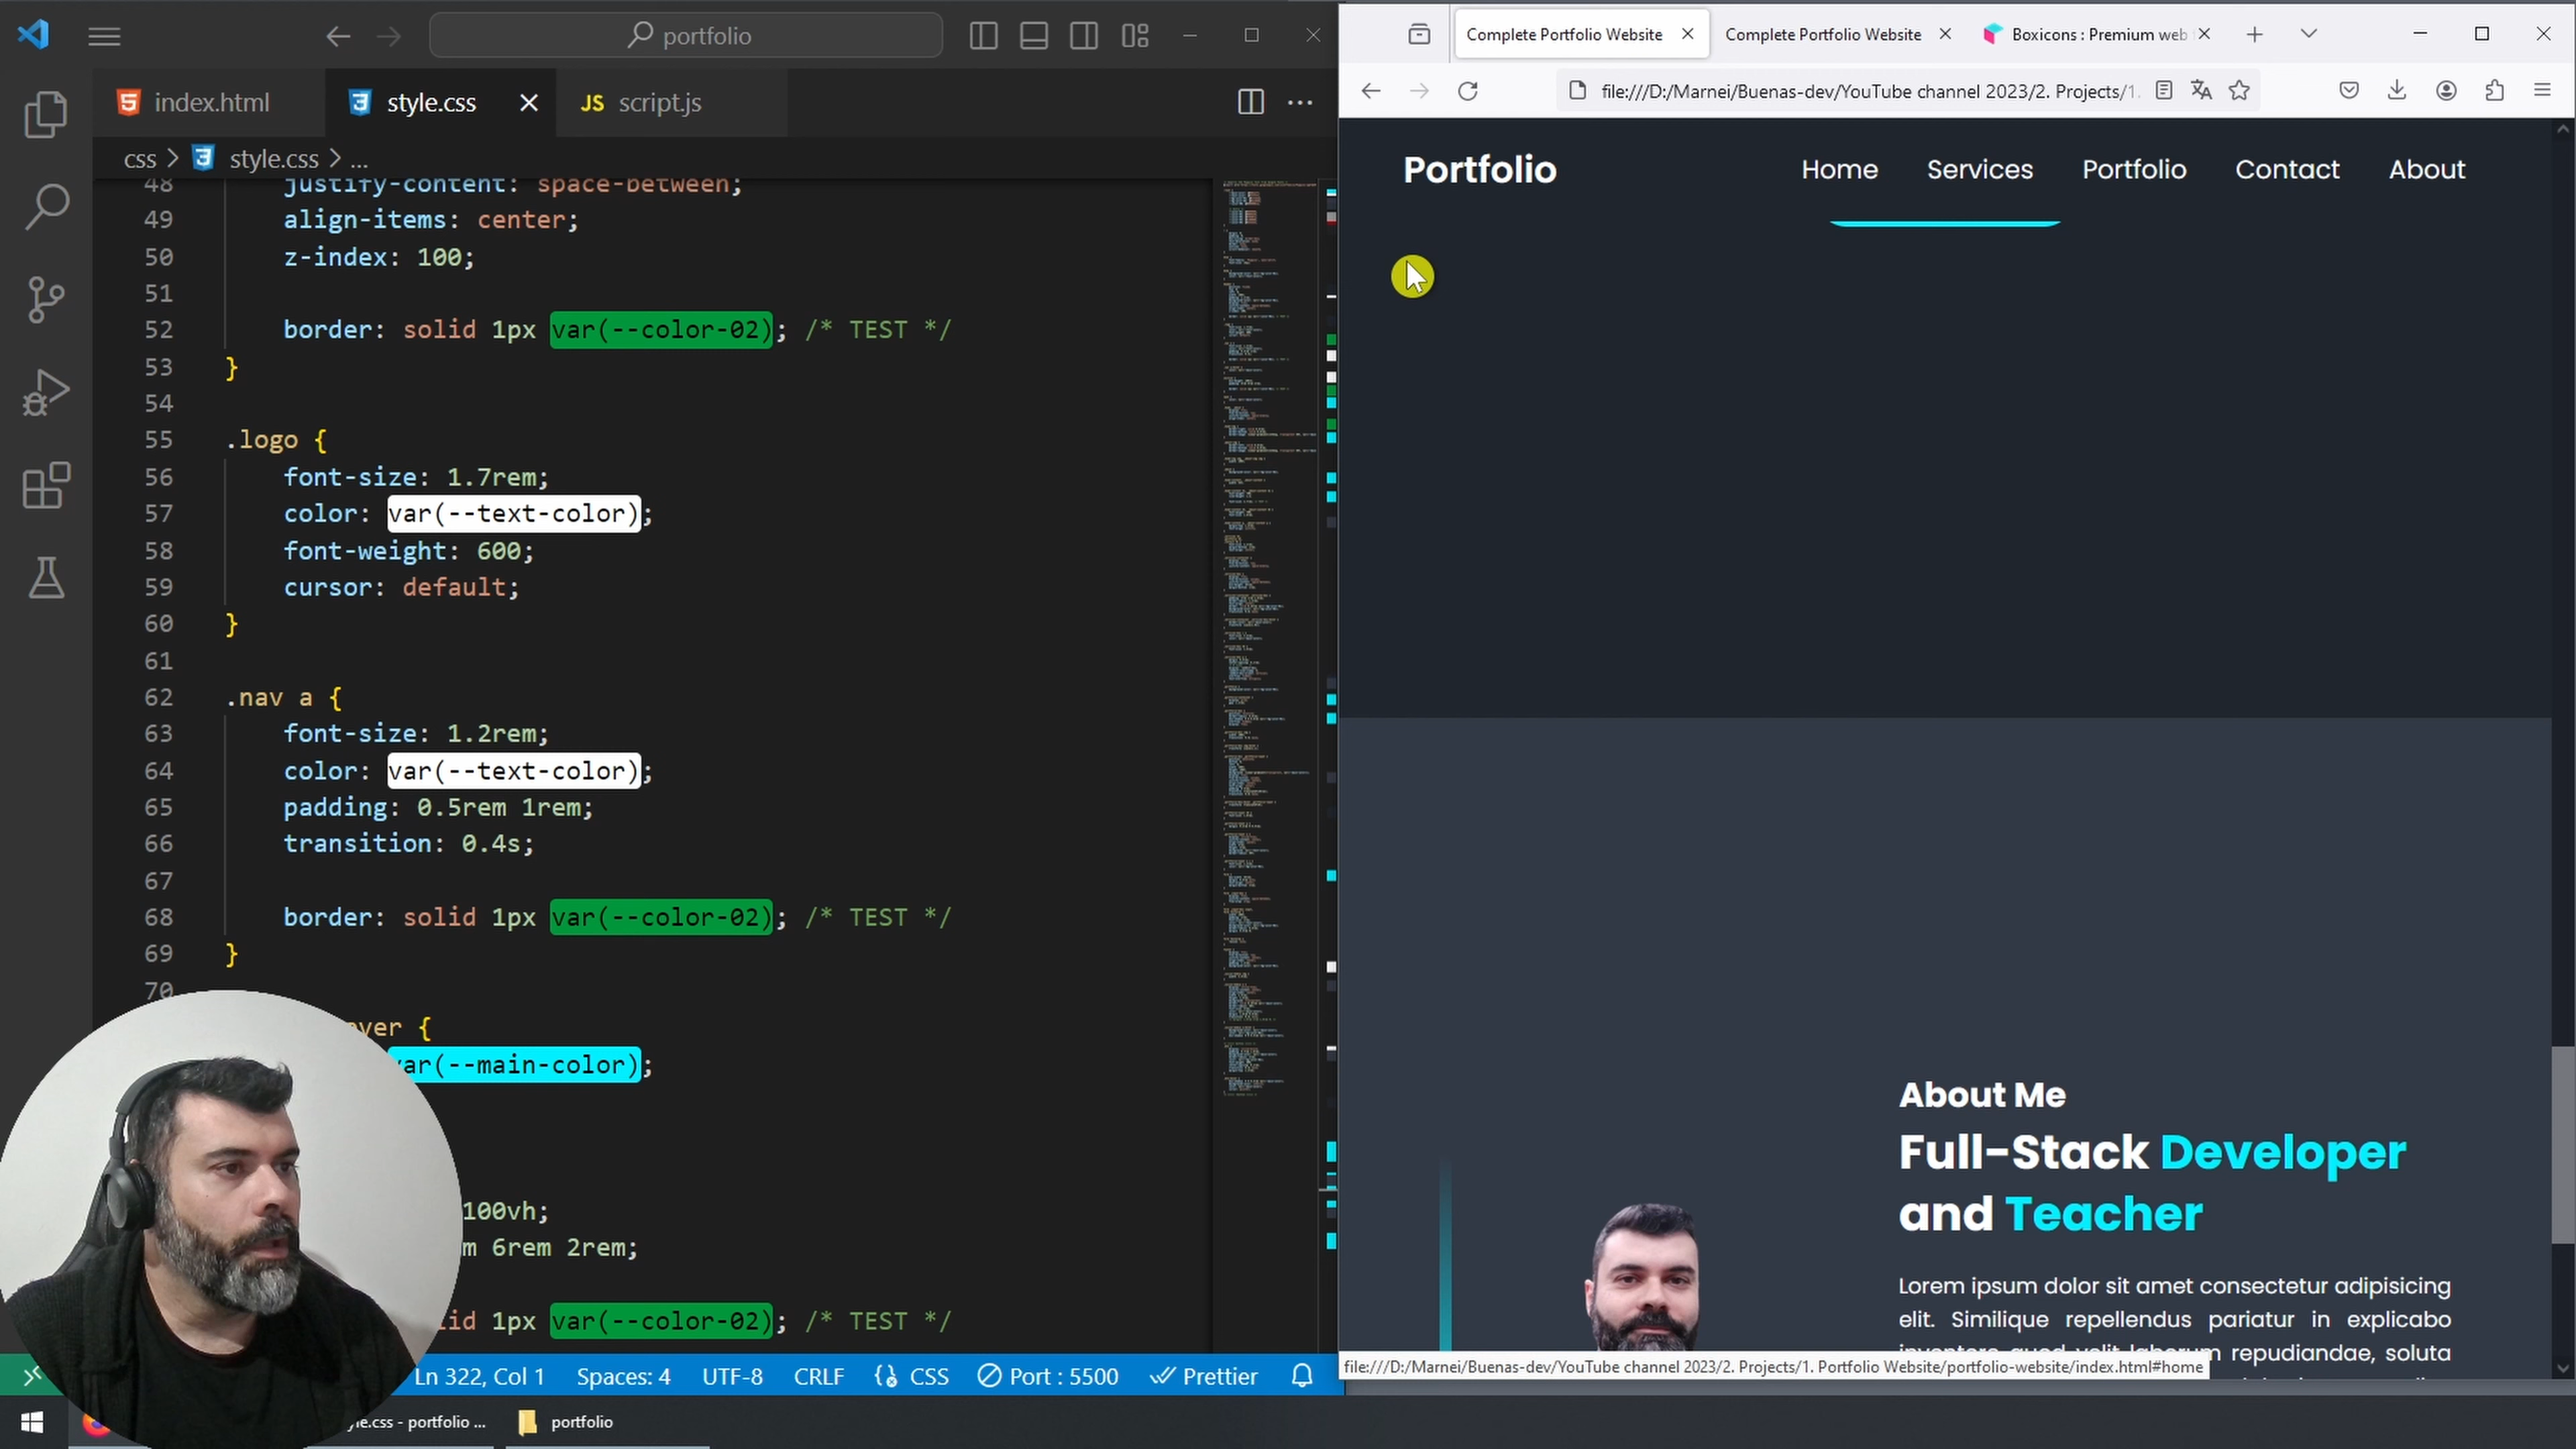 portfolio
index.html
style.css
JS script.js
css > style.css > ...
48 justify-content: space-between;
49 align-items: center;
50 z-index: 100;
51
52 border: solid 1px var(--color-02); /* TEST */
53 }
54
55 .logo {
56 font-size: 1.7rem;
57 color: var(--text-color);
58 font-weight: 600;
59 cursor: default;
60 }
61
62 .nav a {
63 font-size: 1.2rem;
64 color: var(--text-color);
65 padding: 0.5rem 1rem;
66 transition: 0.4s;
67
68 border: solid 1px var(--color-02); /* TEST */
69 }
70
{
var(--main-color);
100vh;
6rem 2rem;
1px var(--color-02); /* TEST */
Ln 322, Col 1 Spaces: 4 UTF-8 CRLF CSS Port : 5500 Prettier
style.css - portfolio ...
portfolio
Complete Portfolio Website
Complete Portfolio Website
Boxicons : Premium web
file:///D:/Marnei/Buenas-dev/YouTube channel 2023/2. Projects/1.
Portfolio Home Services Portfolio Contact About
About Me
Full-Stack Developer
and Teacher
Lorem ipsum dolor sit amet consectetur adipisicing
elit. Similique repellendus pariatur in explicabo
repudiandae, soluta
file:///D:/Marnei/Buenas-dev/YouTube channel 2023/2. Projects/1. Portfolio Website/portfolio-website/index.html#home